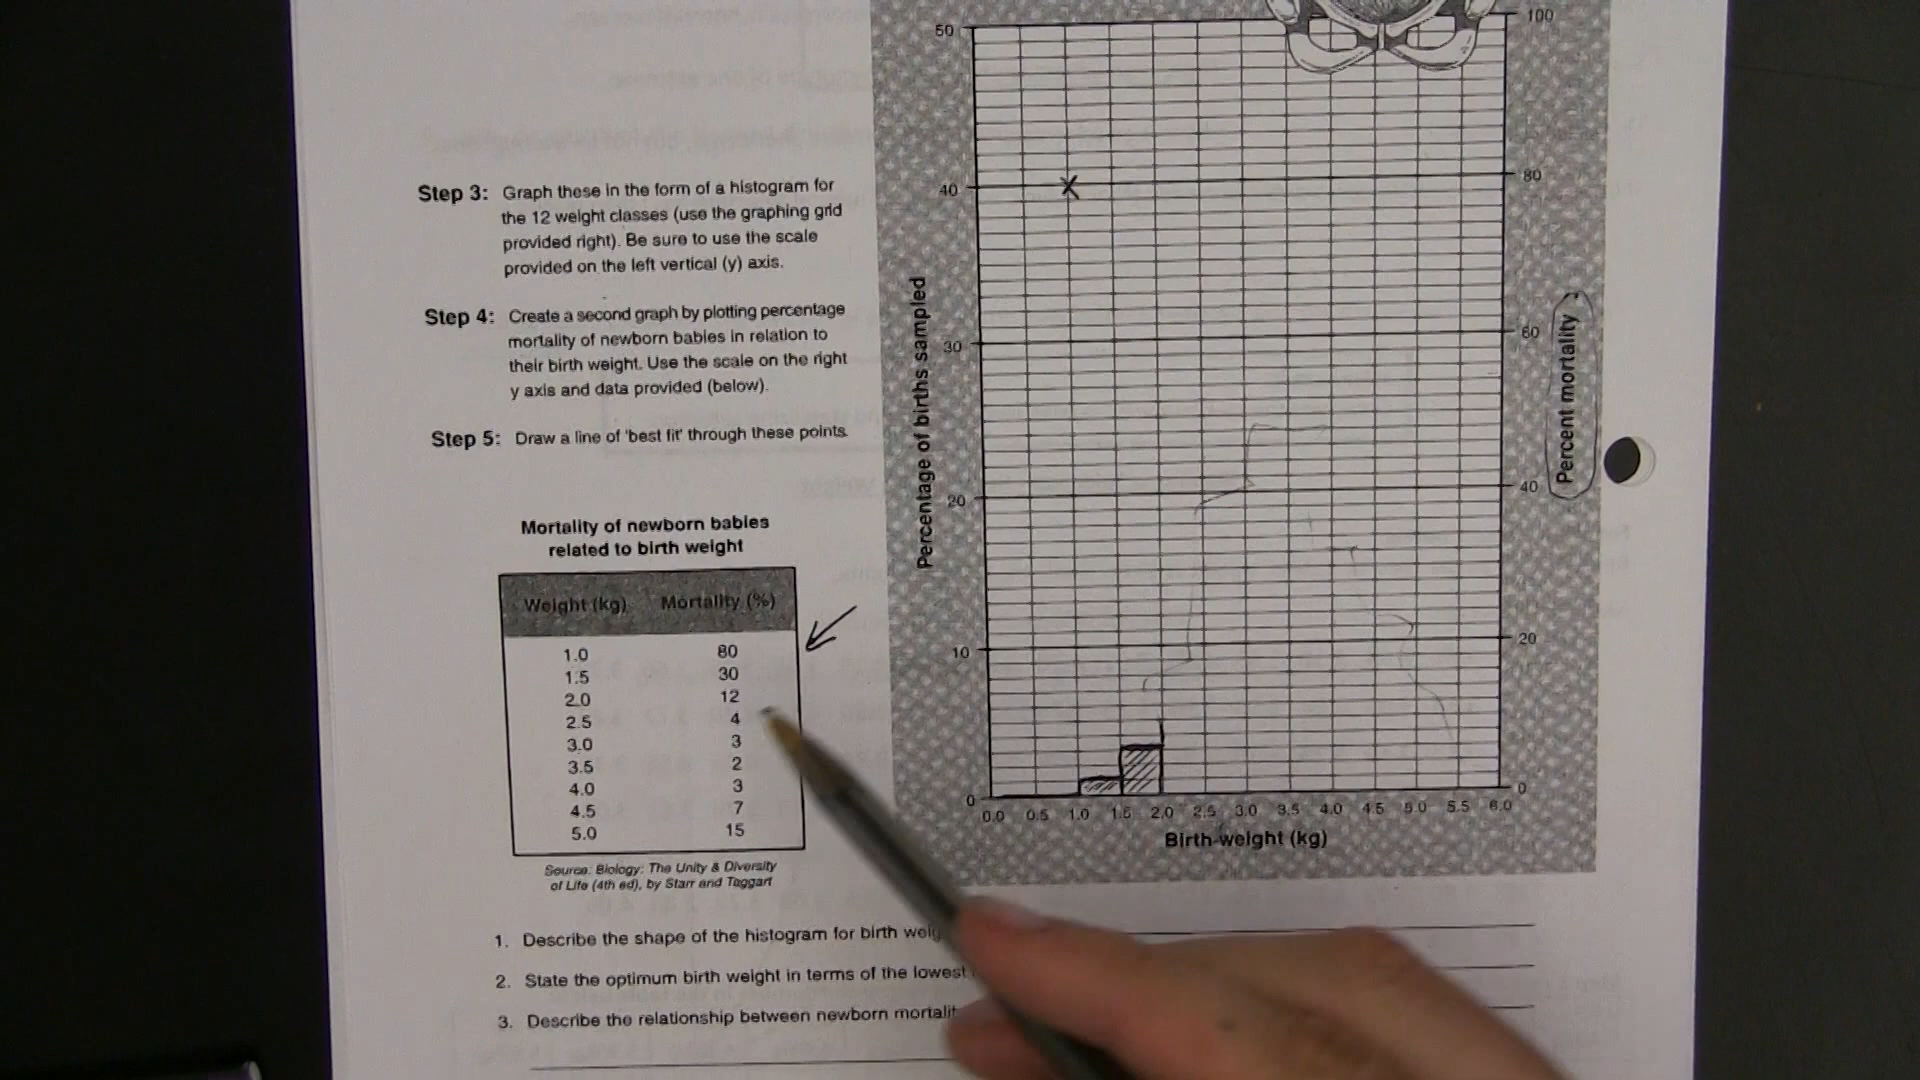 Step 3: Graph these in the form of a histogram for
the 12 weight classes (use the graphing grid
provided right). Be sure to use the scale
provided on the left vertical (y) axis.
Step 4: Create a second graph by plotting percentage
mortality of newborn babies in relation to
their birth weight. Use the scale on the right
y axis and data provided (below).
Step 5: Draw a line of 'best fit' through these points.
Mortality of newborn babies
related to birth weight
Weight (kg) Mortality (%)
1.0 80
1.5 30
2.0 12
2.5 4
3.0 3
3.5 2
4.0 3
4.5 7
5.0 15
Source: Biology: The Unity & Diversity
of Life (4th ed), by Starr and Taggart
Percentage of births sampled
50
40
30
20
10
0
X
100
80
60
40
20
0
Percent mortality
0.0 0.5 1.0 1.5 2.0 2.5 3.0 3.5 4.0 4.5 5.0 5.5 6.0
Birth-weight (kg)
1. Describe the shape of the histogram for birth
2. State the optimum birth weight in terms of the lowest
3. Describe the relationship between newborn